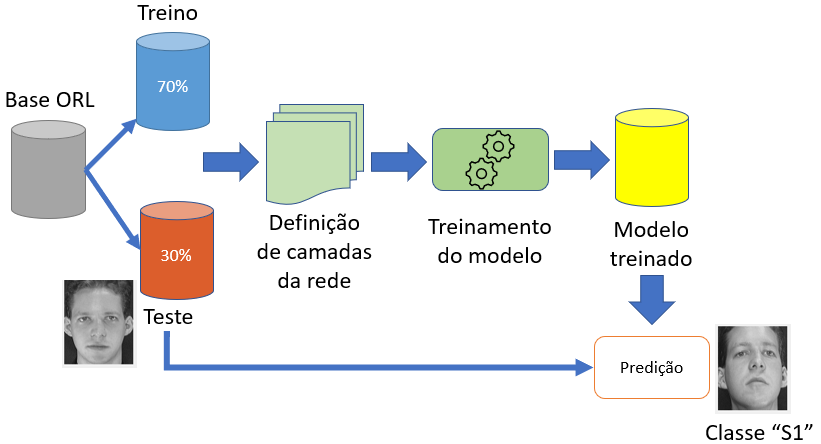 Treino
70%
Base ORL
30%
Teste
Definição
de camadas
da rede
Treinamento
do modelo
Modelo
treinado
Predição
Classe “S1”